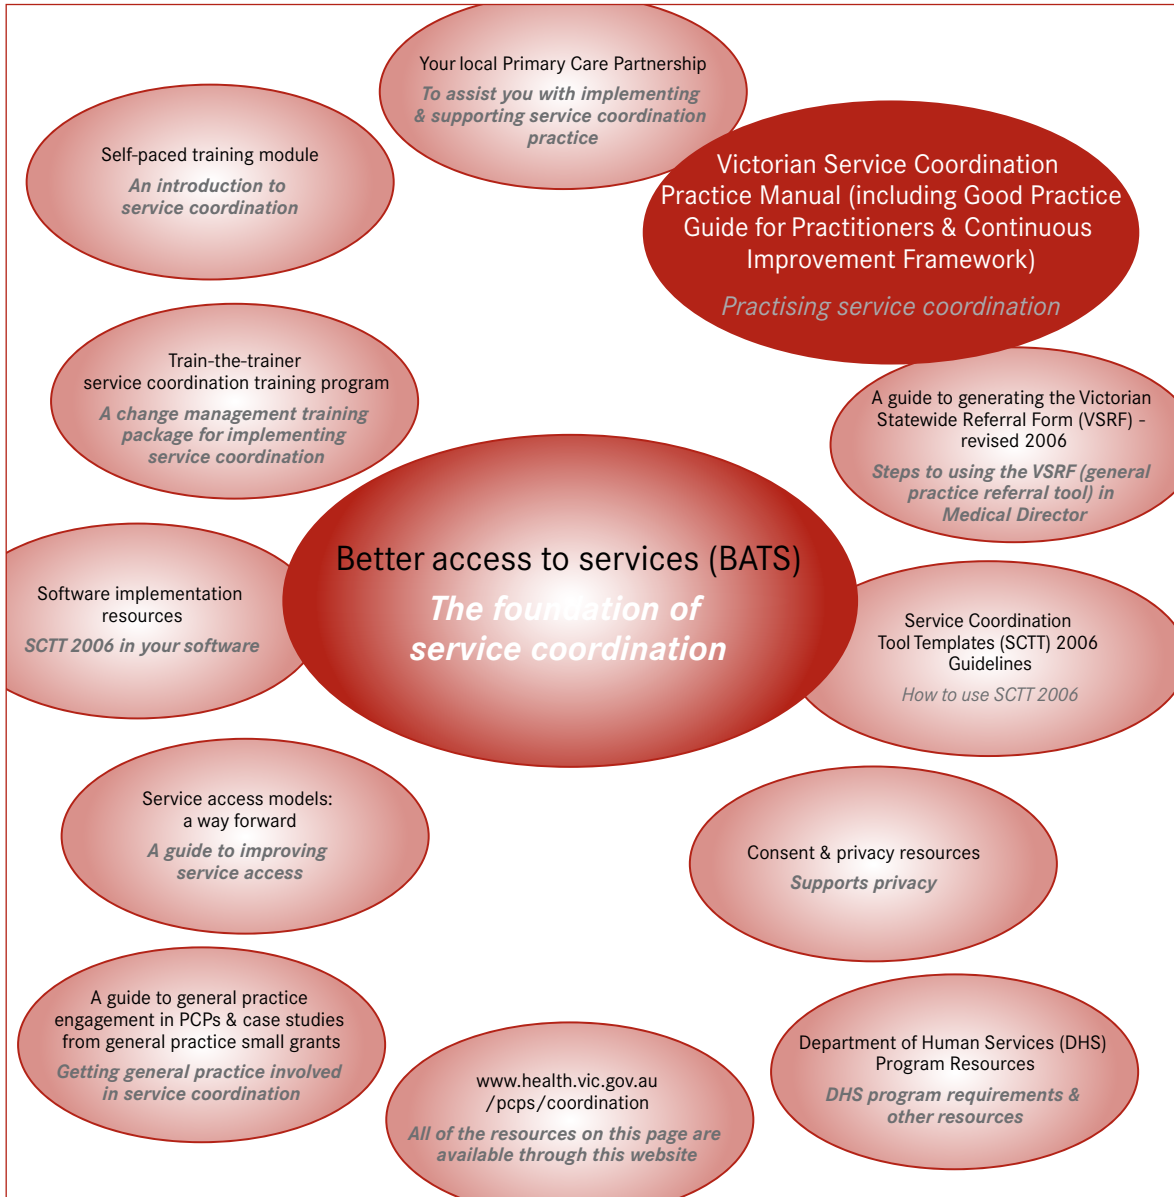 Your local Primary Care Partnership
To assist you with implementing
& supporting service coordination
practice
Self-paced training module
An introduction to
service coordination
Victorian Service Coordination
Practice Manual (including Good Practice
Guide for Practitioners & Continuous
Improvement Framework)
Practising service coordination
Train-the-trainer
service coordination training program
A change management training
package for implementing
service coordination
A guide to generating the Victorian
Statewide Referral Form (VSRF) -
revised 2006
Steps to using the VSRF (general
practice referral tool) in
Medical Director
Better access to services (BATS)
The foundation of
service coordination
Software implementation
resources
SCTT 2006 in your software
Service Coordination
Tool Templates (SCTT) 2006
Guidelines
How to use SCTT 2006
Service access models:
a way forward
A guide to improving
service access
Consent & privacy resources
Supports privacy
A guide to general practice
engagement in PCPs & case studies
from general practice small grants
Getting general practice involved
in service coordination
www.health.vic.gov.au
/pcps/coordination
All of the resources on this page are
available through this website
Department of Human Services (DHS)
Program Resources
DHS program requirements &
other resources